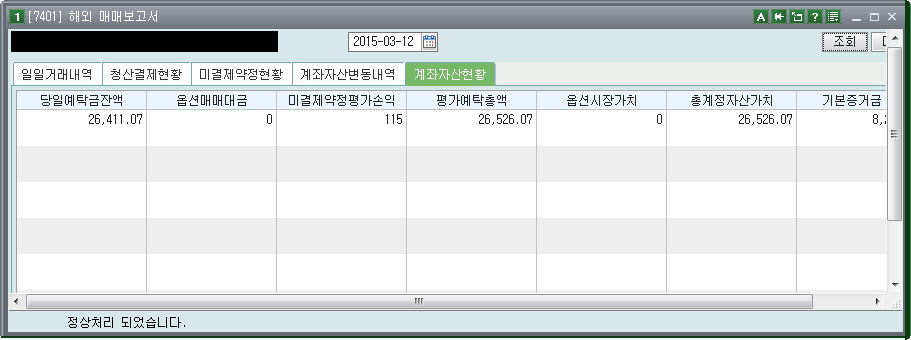 1 [7401] 해외 매매보고서 A ?
2015-03-12 조회
일일거래내역 청산결제현황 미결제약정현황 계좌자산변동내역 계좌자산현황
당일예탁금잔액 옵션매매대금 미결제약정평가손익 평가예탁총액 옵션시장가치 총계정자산가치 기본증거금
26,411.07 0 115 26,526.07 0 26,526.07 8,
정상처리 되었습니다.